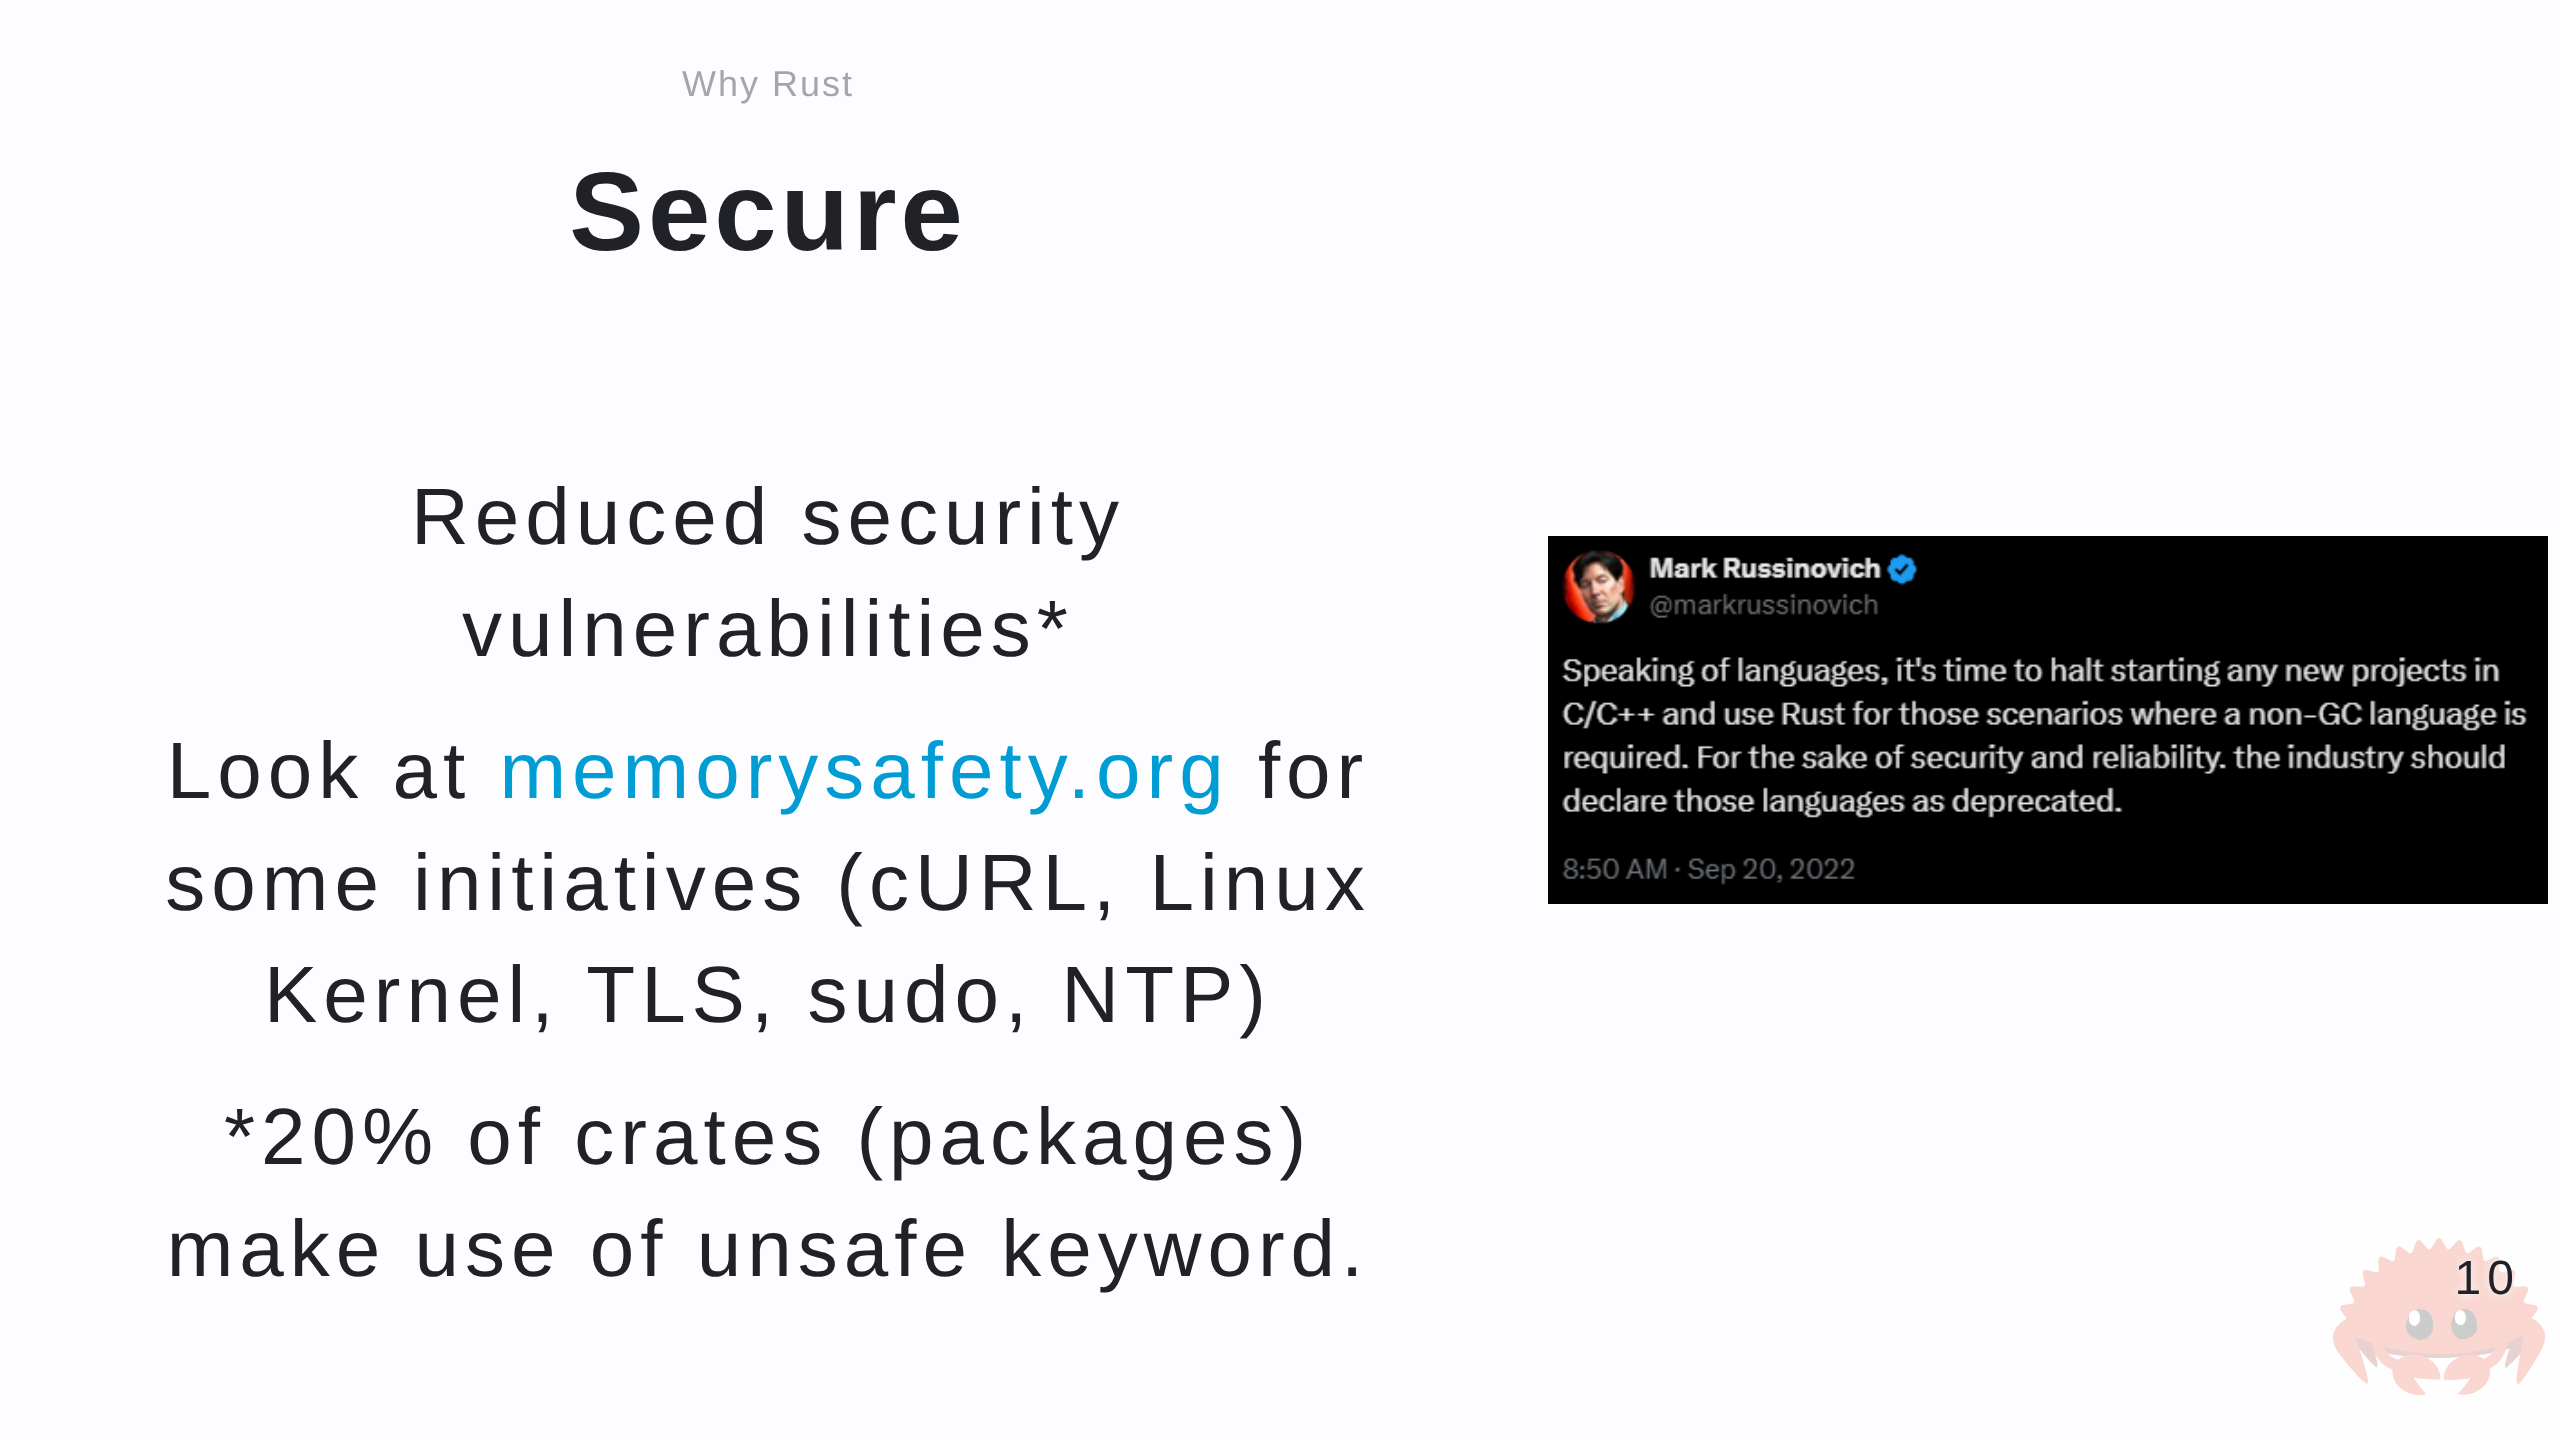 Why Rust
Secure
Reduced security
vulnerabilities*
Look at memorysafety.org for
some initiatives (cURL, Linux
Kernel, TLS, sudo, NTP)
*20% of crates (packages)
make use of unsafe keyword.
Mark Russinovich
@markrussinovich
Speaking of languages, it's time to halt starting any new projects in
C/C++ and use Rust for those scenarios where a non-GC language is
required. For the sake of security and reliability. the industry should
declare those languages as deprecated.
8:50 AM · Sep 20, 2022
10